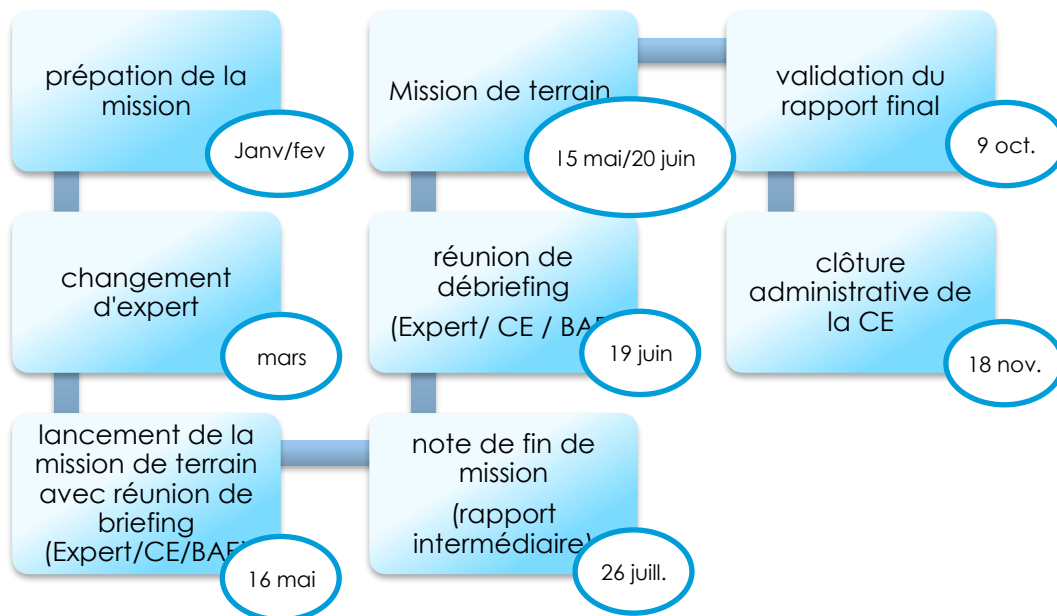 prépation de la
mission
Janv/fev
changement
d'expert
mars
lancement de la
mission de terrain
avec réunion de
briefing
(Expert/CE/BAE)
16 mai
note de fin de
mission
(rapport
intermédiaire)
26 juill.
réunion de
débriefing
(Expert/ CE / BAE
19 juin
Mission de terrain
15 mai/20 juin
validation du
rapport final
9 oct.
clôture
administrative de
la CE
18 nov.